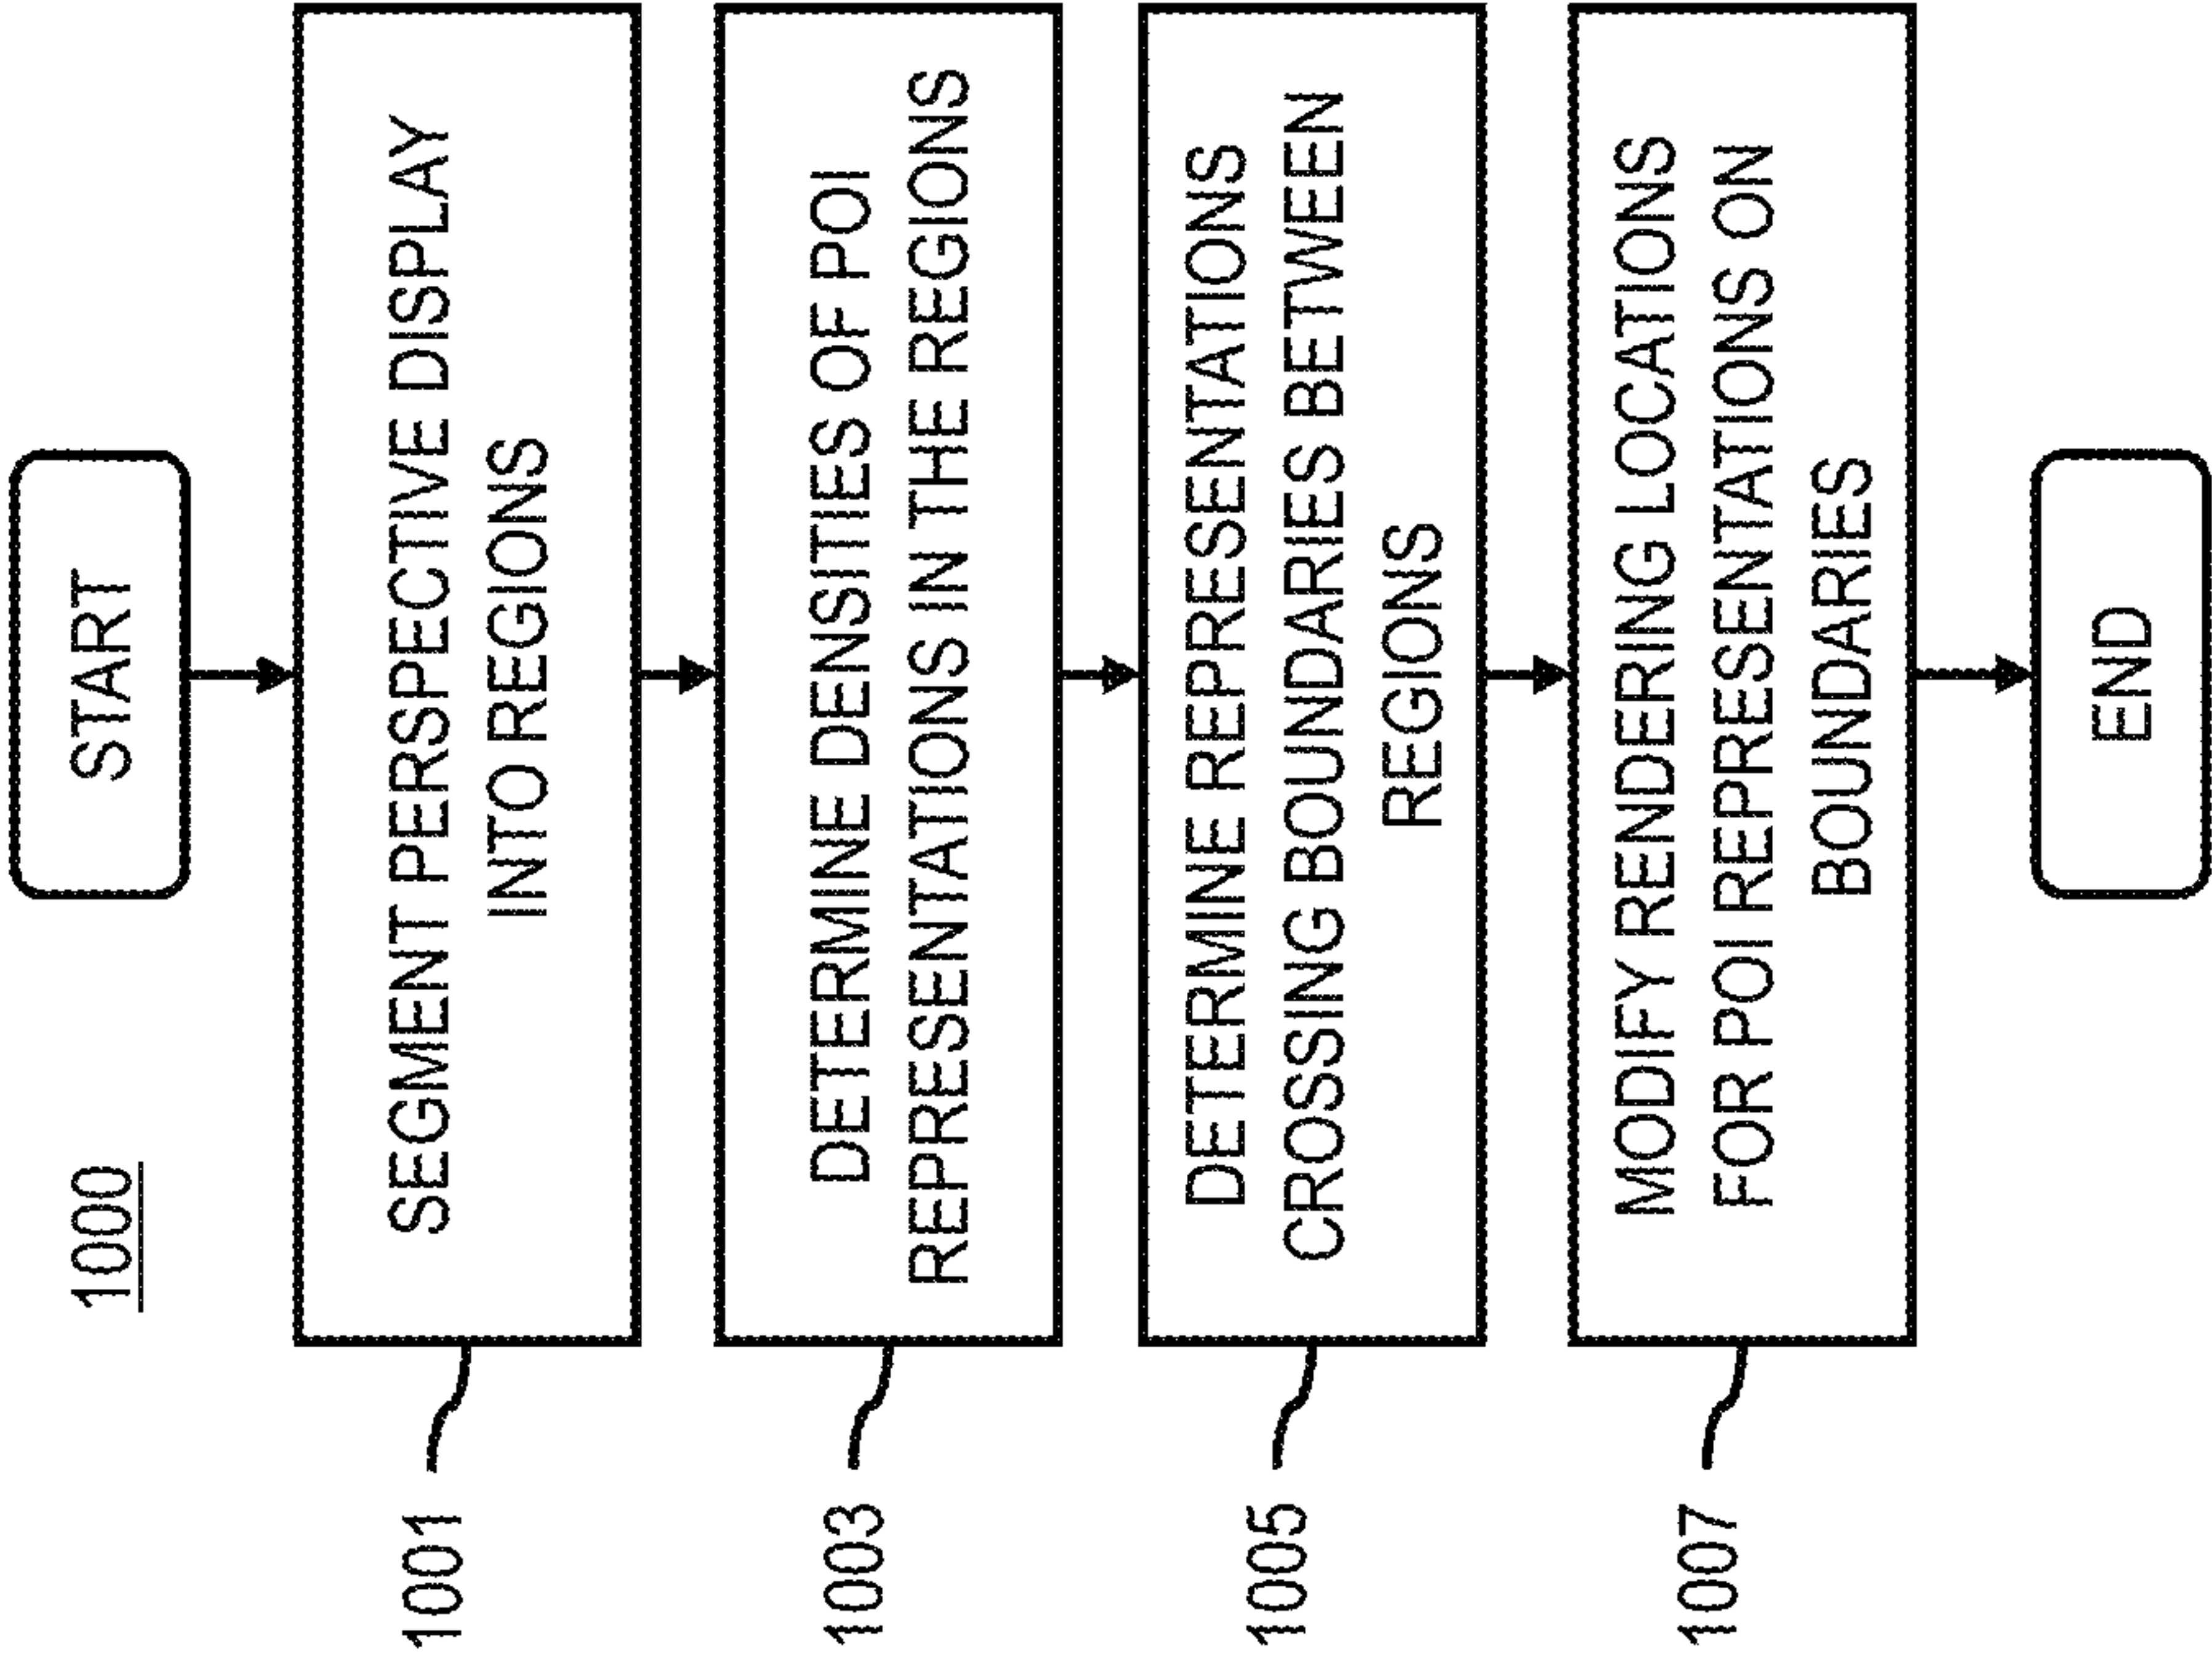 1000
START
1001
SEGMENT PERSPECTIVE DISPLAY
INTO REGIONS
1003
DETERMINE DENSITIES OF POI
REPRESENTATIONS IN THE REGIONS
1005
DETERMINE REPRESENTATIONS
CROSSING BOUNDARIES BETWEEN
REGIONS
1007
MODIFY RENDERING LOCATIONS
FOR POI REPRESENTATIONS ON
BOUNDARIES
END